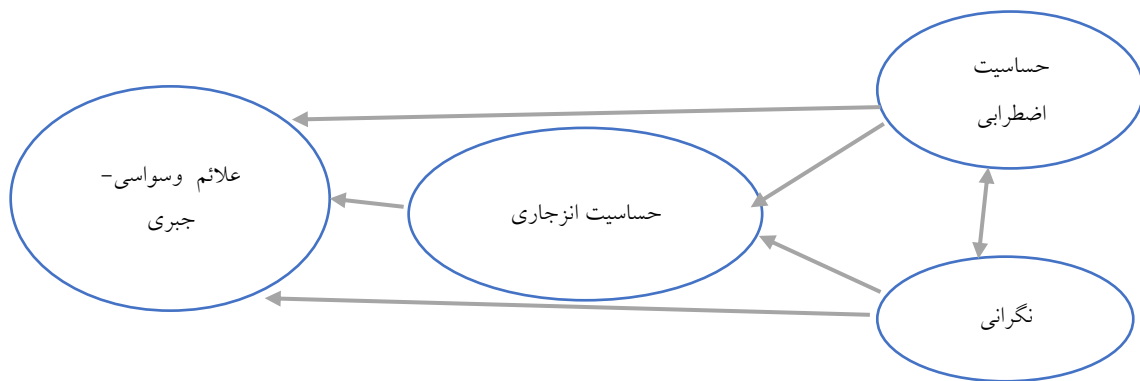 حساسیت
اضطرابی
علائم وسواسی-
جبری
حساسیت انزجاری
نگرانی